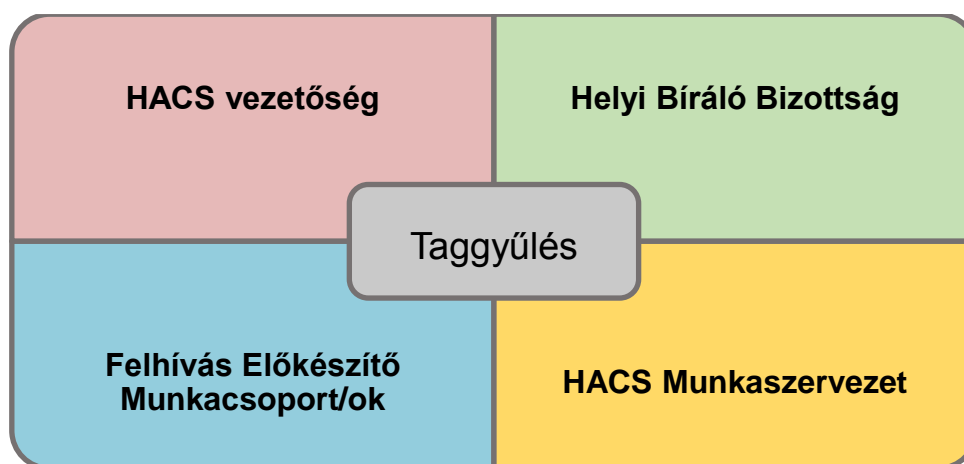 HACS vezetőség
Helyi Bíráló Bizottság
Taggyűlés
Felhívás Előkészítő
Munkacsoport/ok
HACS Munkaszervezet